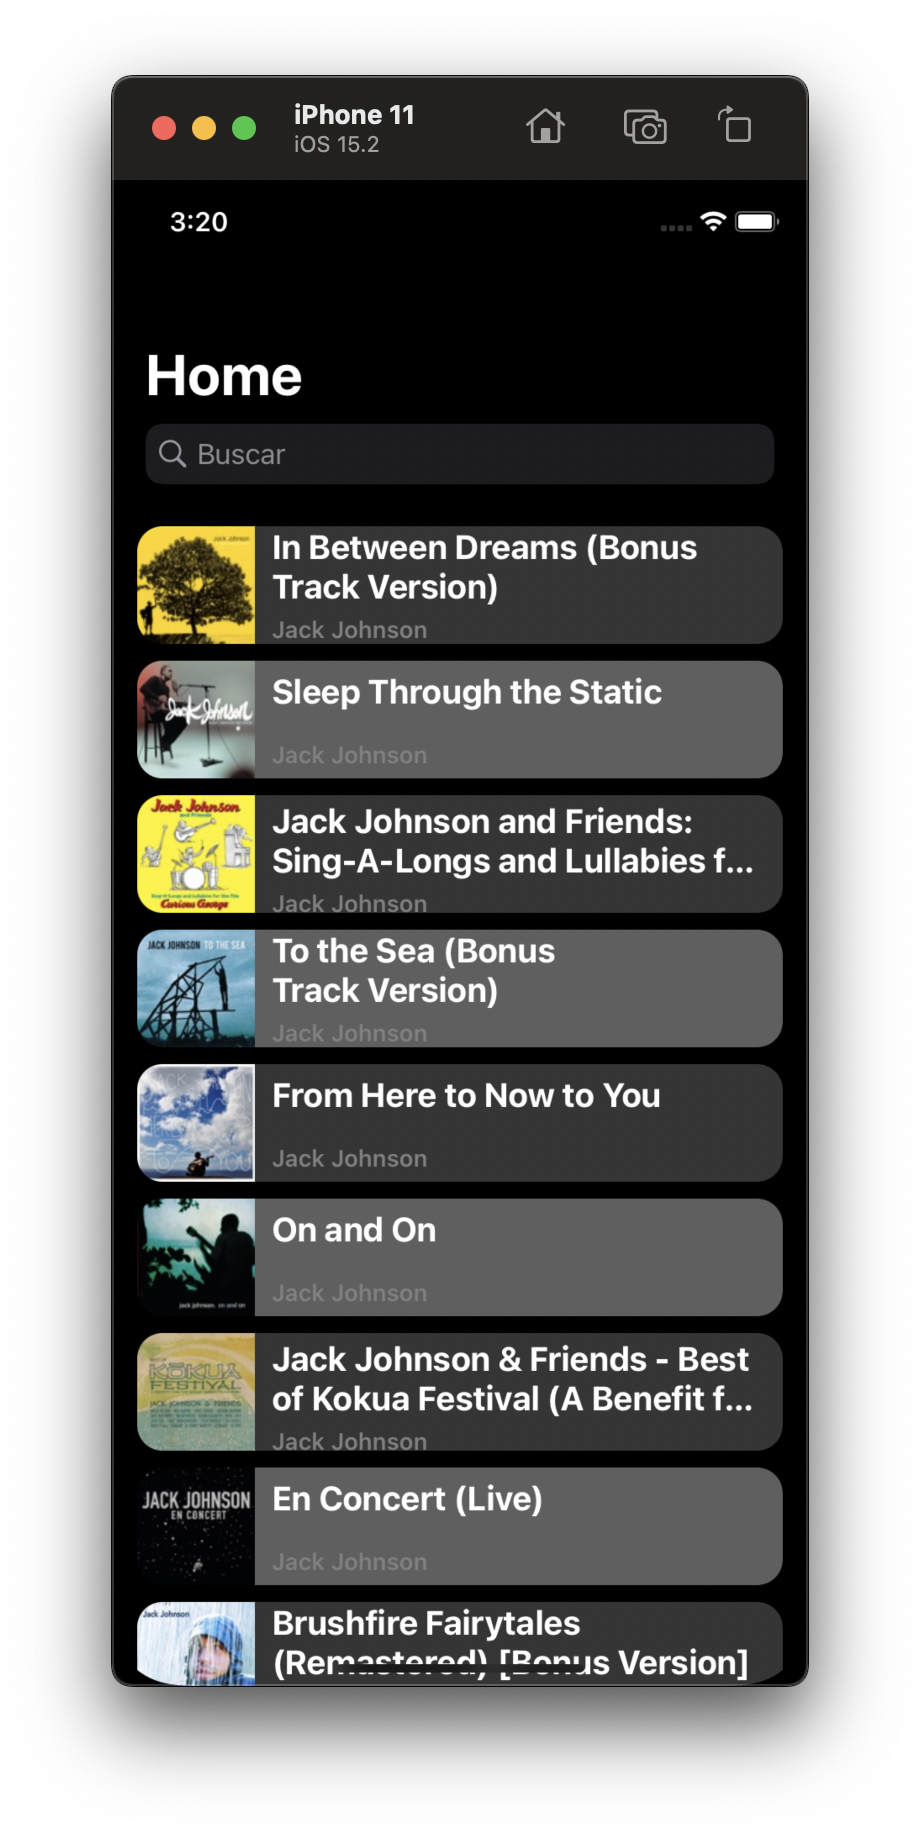 iPhone 11
iOS 15.2
3:20
Home
Buscar
Jack Johnson
In Between Dreams (Bonus
Track Version)
Jack Johnson
Jack Johnson
Sleep Through the Static
Jack Johnson
Jack Johnson
and Friends
Curious George
Jack Johnson and Friends:
Sing-A-Longs and Lullabies f...
Jack Johnson
JACK JOHNSON TO THE SEA
To the Sea (Bonus
Track Version)
Jack Johnson
From Here to Now to You
Jack Johnson
jack johnson. on and on
On and On
Jack Johnson
BEST OF
KŌKUA
FESTIVAL
JACK JOHNSON & FRIENDS
Jack Johnson & Friends - Best
of Kokua Festival (A Benefit f...
Jack Johnson
JACK JOHNSON
EN CONCERT
En Concert (Live)
Jack Johnson
Jack Johnson
Brushfire Fairytales
(Remastered) [Bonus Version]